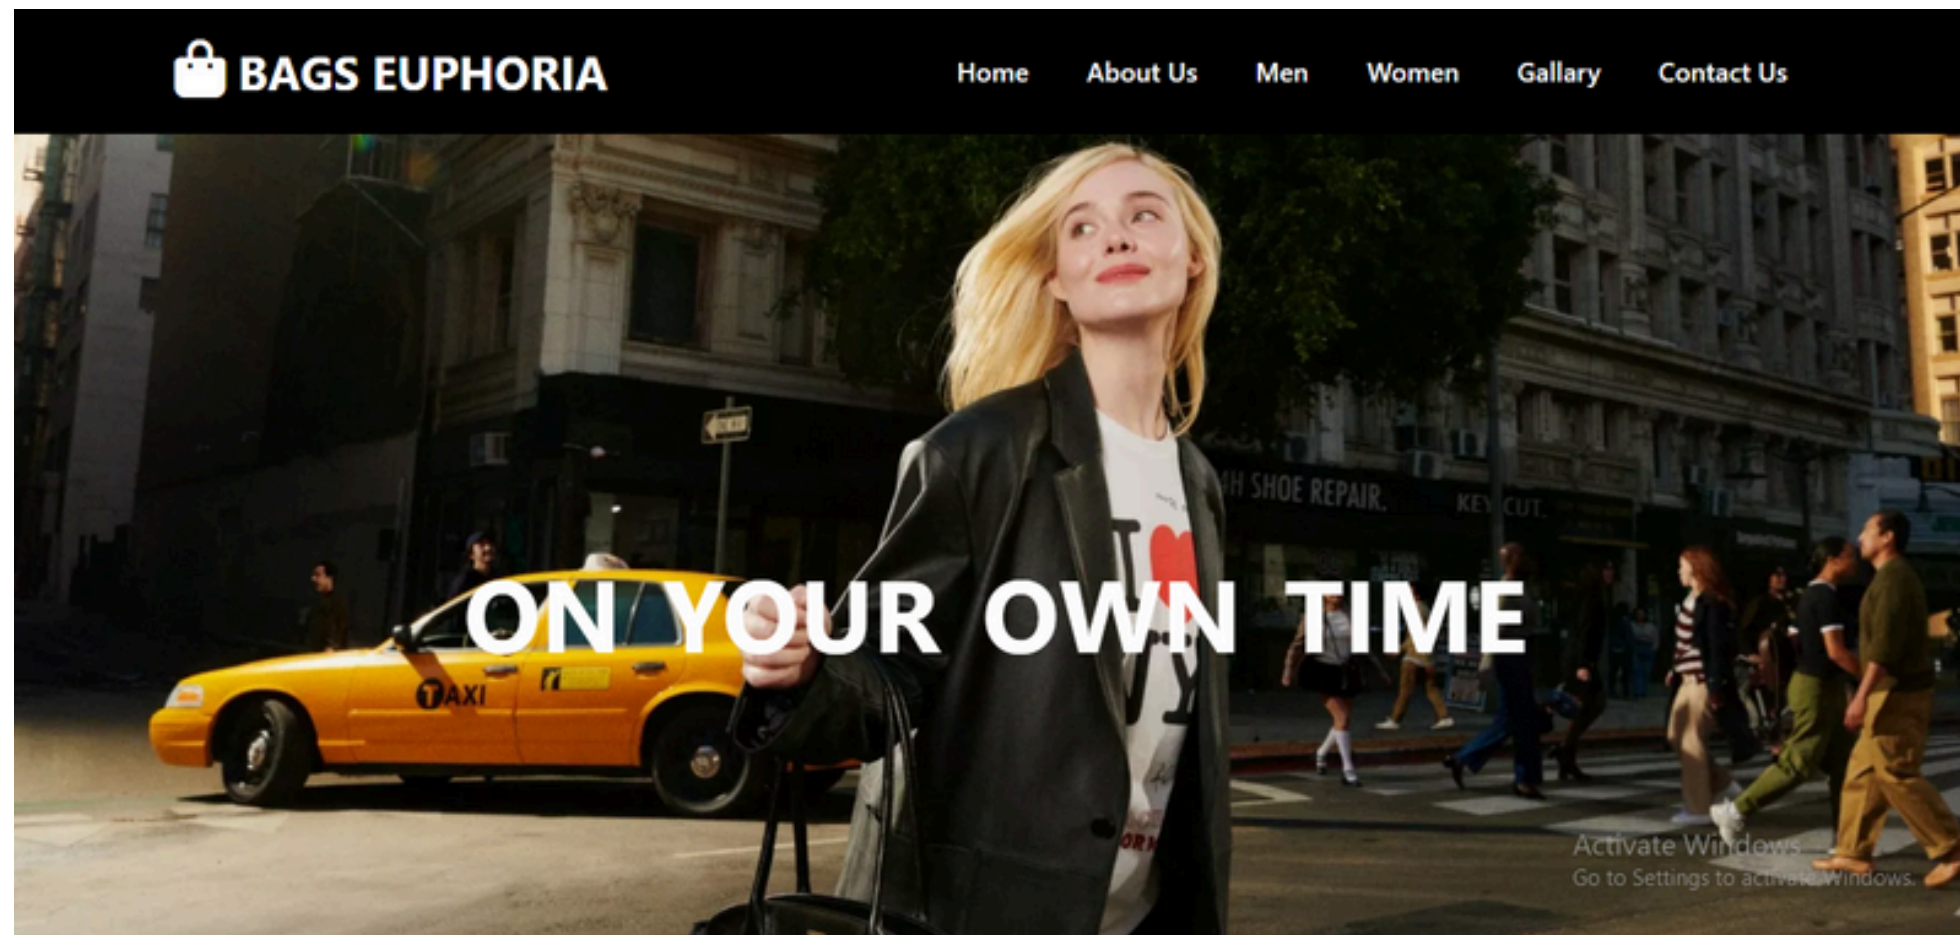 BAGS EUPHORIA
Home About Us Men Women Gallary Contact Us
SHOE REPAIR.
KEY CUT.
I
ON YOUR OWN TIME
TAXI
Activate Windows
Go to Settings to activate Windows.